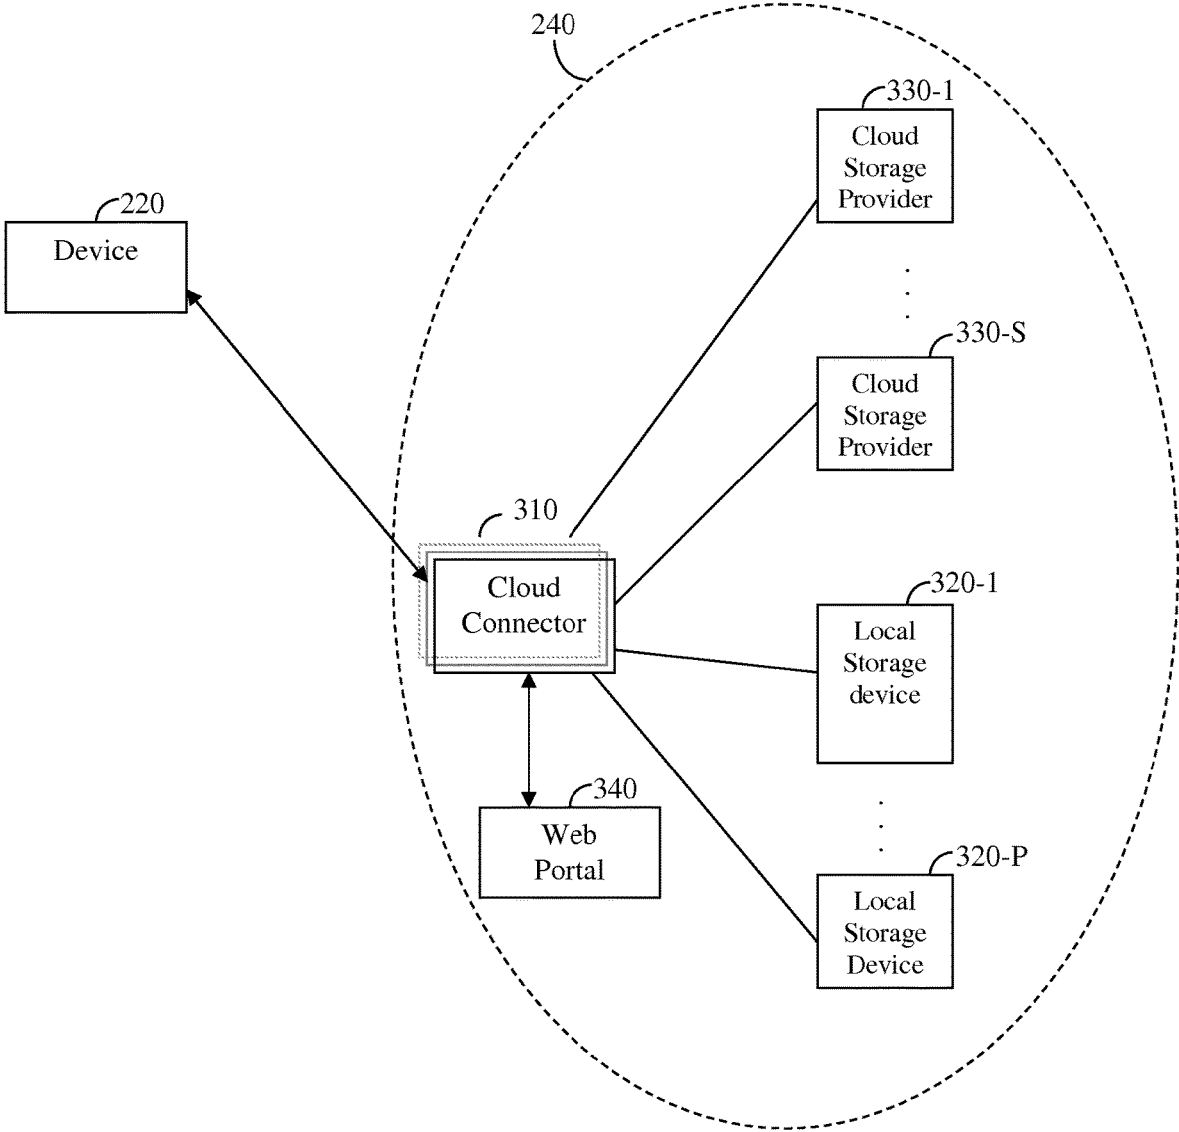 240
330-1
Cloud
Storage
Provider
220
Device
330-S
Cloud
Storage
Provider
310
Cloud
Connector
320-1
Local
Storage
device
340
Web
Portal
320-P
Local
Storage
Device